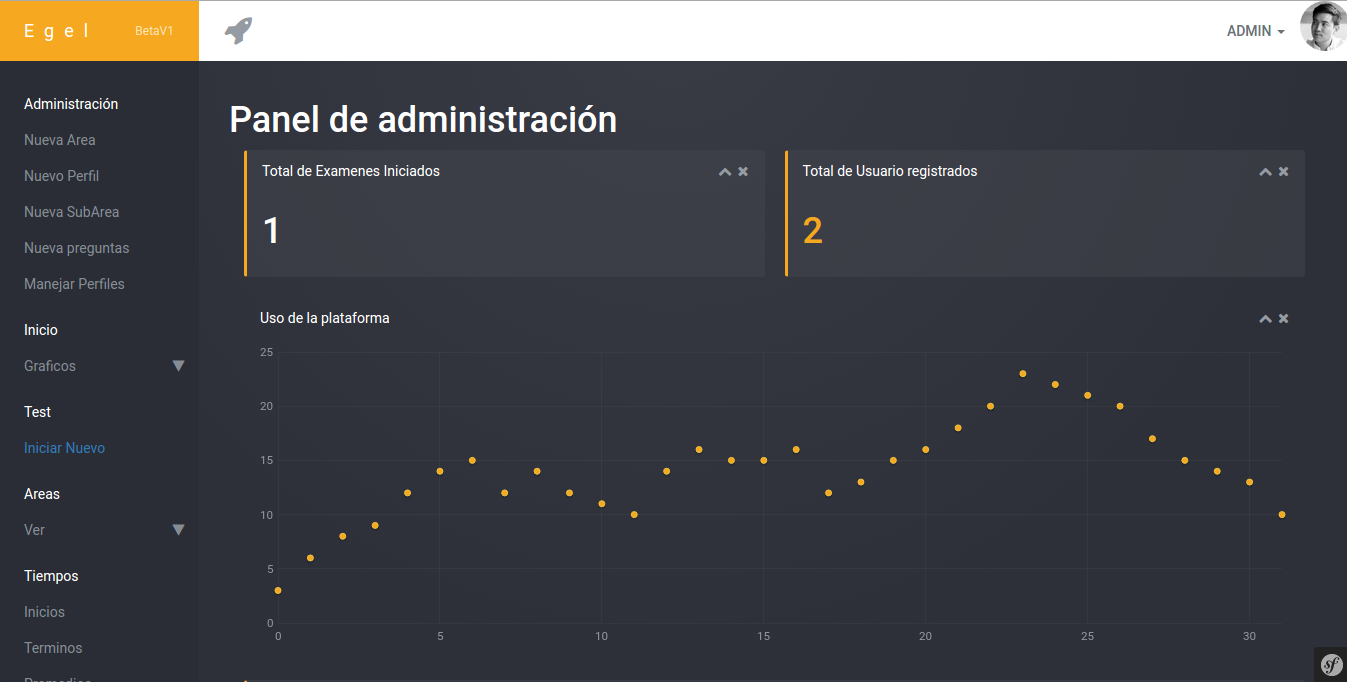 Egel BetaV1
ADMIN
Administración
Nueva Area
Nuevo Perfil
Nueva SubArea
Nueva preguntas
Manejar Perfiles
Inicio
Graficos
Test
Iniciar Nuevo
Areas
Ver
Tiempos
Inicios
Terminos
Panel de administración
Total de Examenes Iniciados
1
Total de Usuario registrados
2
Uso de la plataforma
25
20
15
10
5
0
0 5 10 15 20 25 30
sf